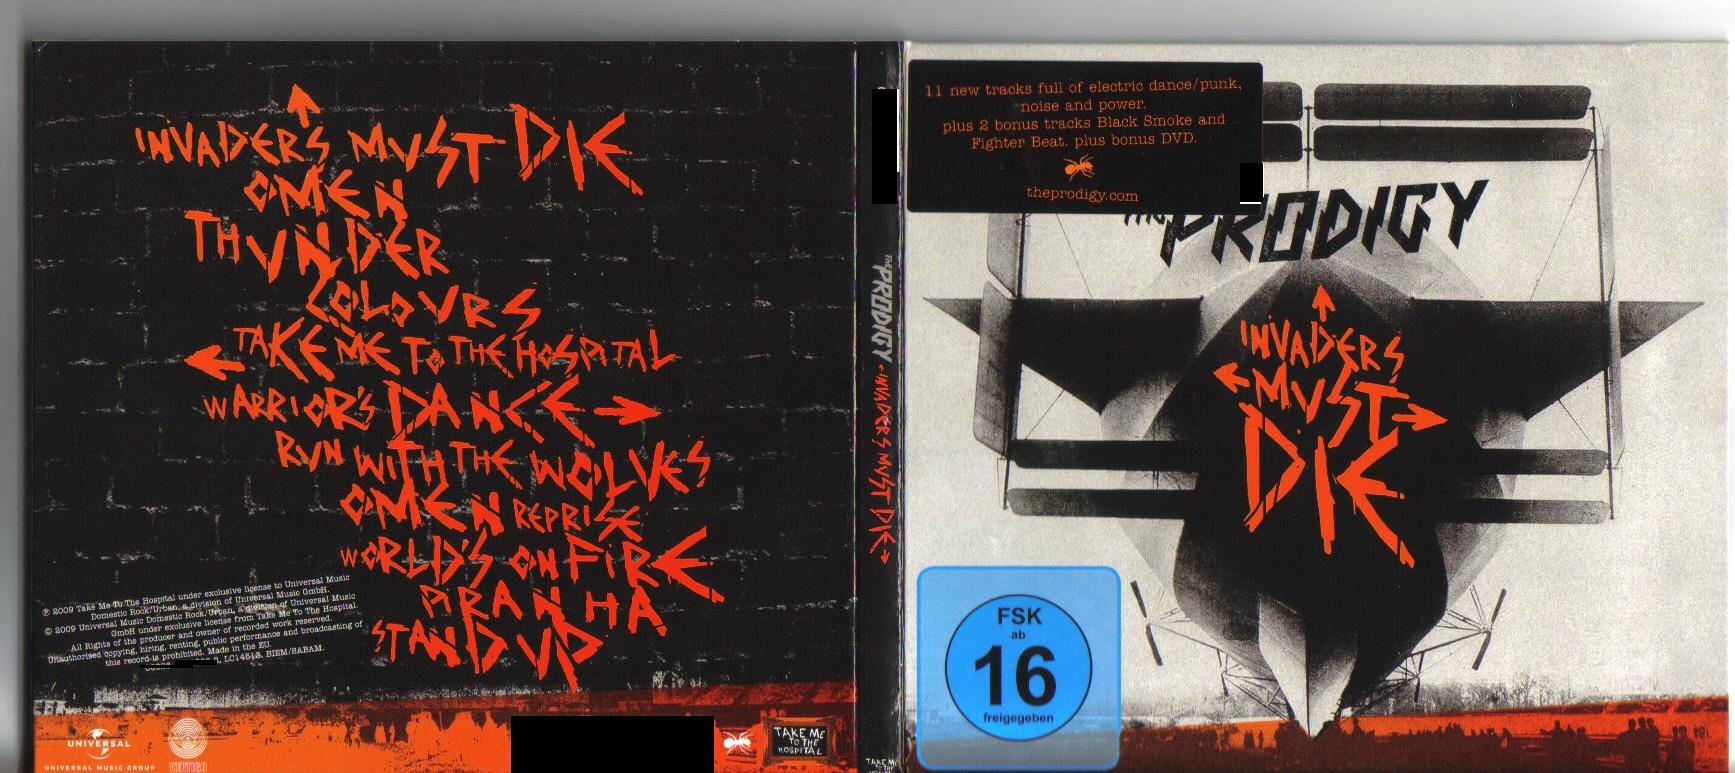 INVADERS MUST DIE
OMEN
THUNDER
COLOURS
TAKE ME TO THE HOSPITAL
WARRIOR'S DANCE
RUN WITH THE WOLVES
OMEN REPRISE
WORLD'S ON FIRE
PIRANHA
STAND UP
℗ 2009 Take Me To The Hospital under exclusive license to Universal Music
Domestic Rock/Urban, a division of Universal Music GmbH.
© 2009 Universal Music Domestic Rock/Urban, a division of Universal Music
GmbH under exclusive license from Take Me To The Hospital.
All Rights of the producer and owner of recorded work reserved.
Unauthorised copying, hiring, renting, public performance and broadcasting of
this record is prohibited. Made in the EU.
LC14513. BIEM/SABAM.
UNIVERSAL
UNIVERSAL MUSIC GROUP
VERTIGO
TAKE ME
TO THE
HOSPITAL
THE PRODIGY INVADERS MUST DIE
TAKE ME
TO THE
11 new tracks full of electric dance/punk,
noise and power.
plus 2 bonus tracks Black Smoke and
Fighter Beat. plus bonus DVD.
theprodigy.com
THE PRODIGY
INVADERS
MUST
DIE
FSK
ab
16
freigegeben